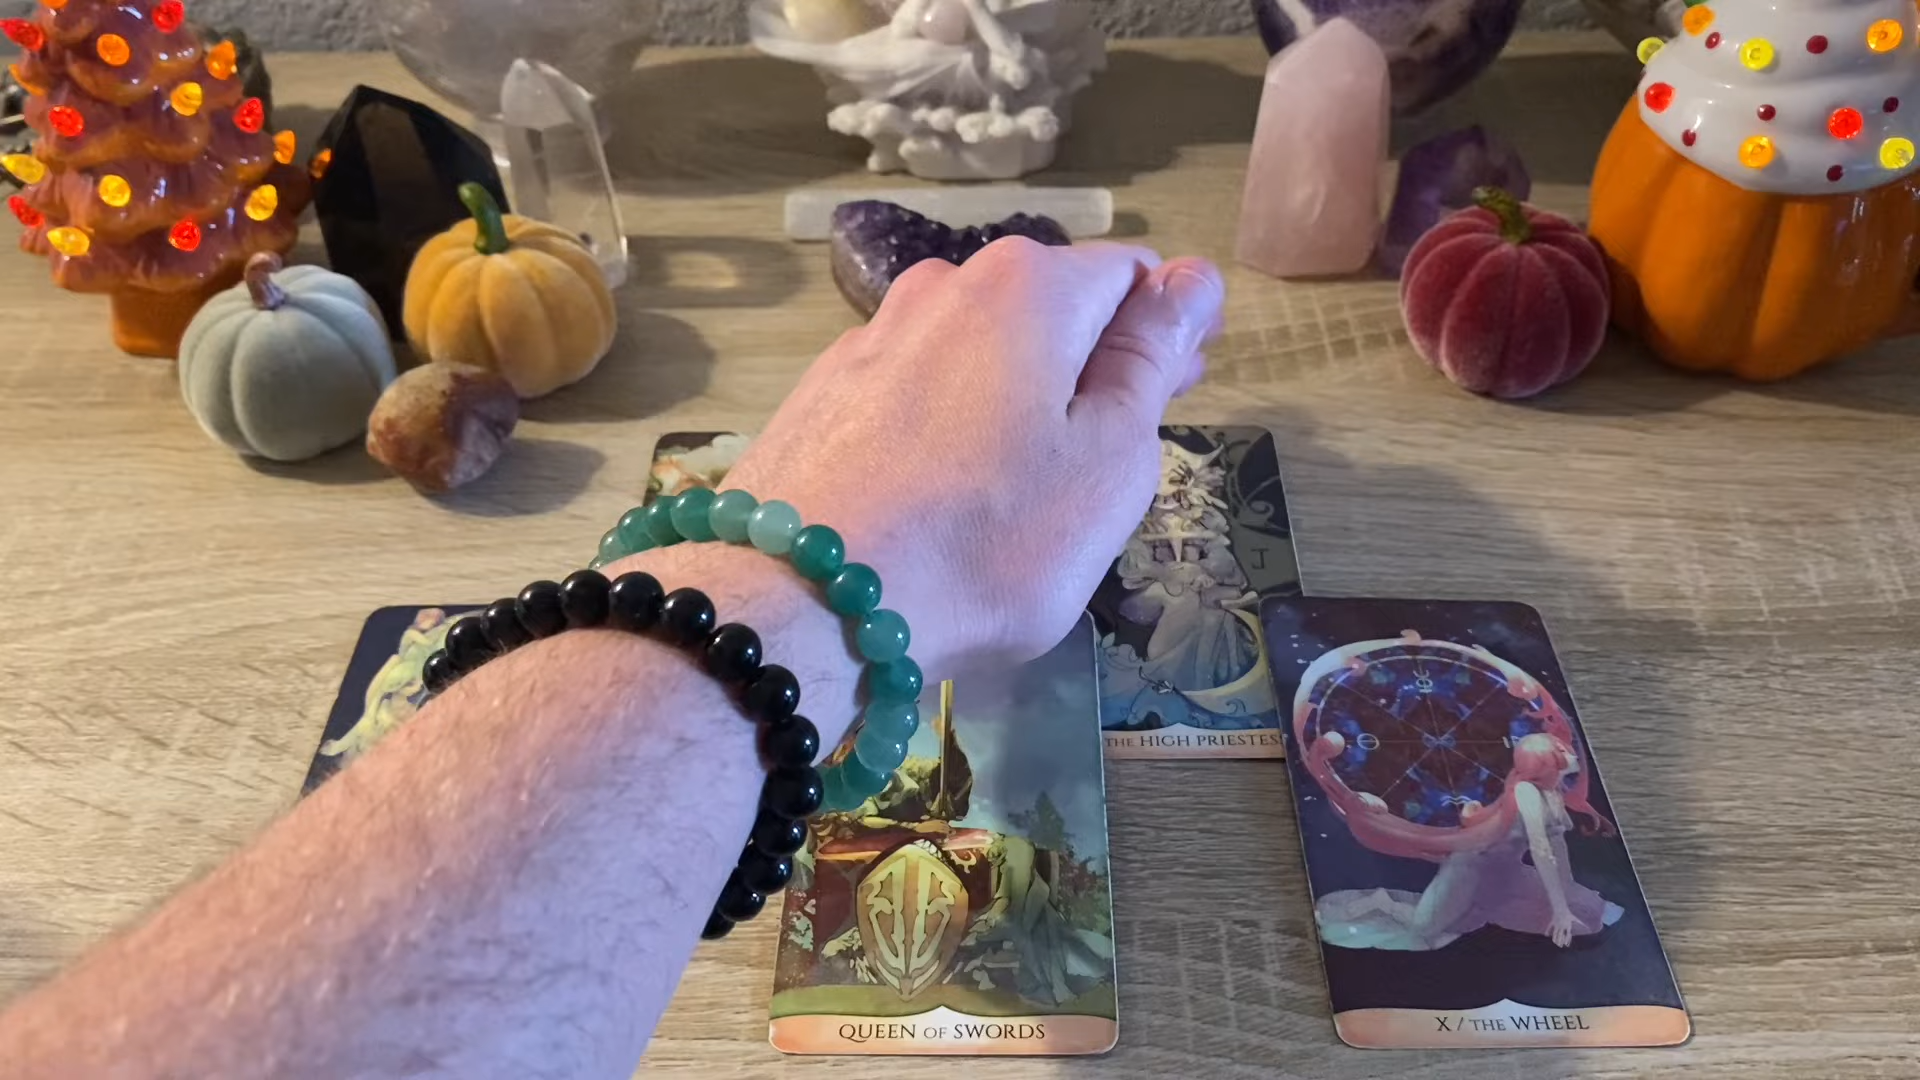 J
THE HIGH PRIESTES
QUEEN OF SWORDS
X / THE WHEEL